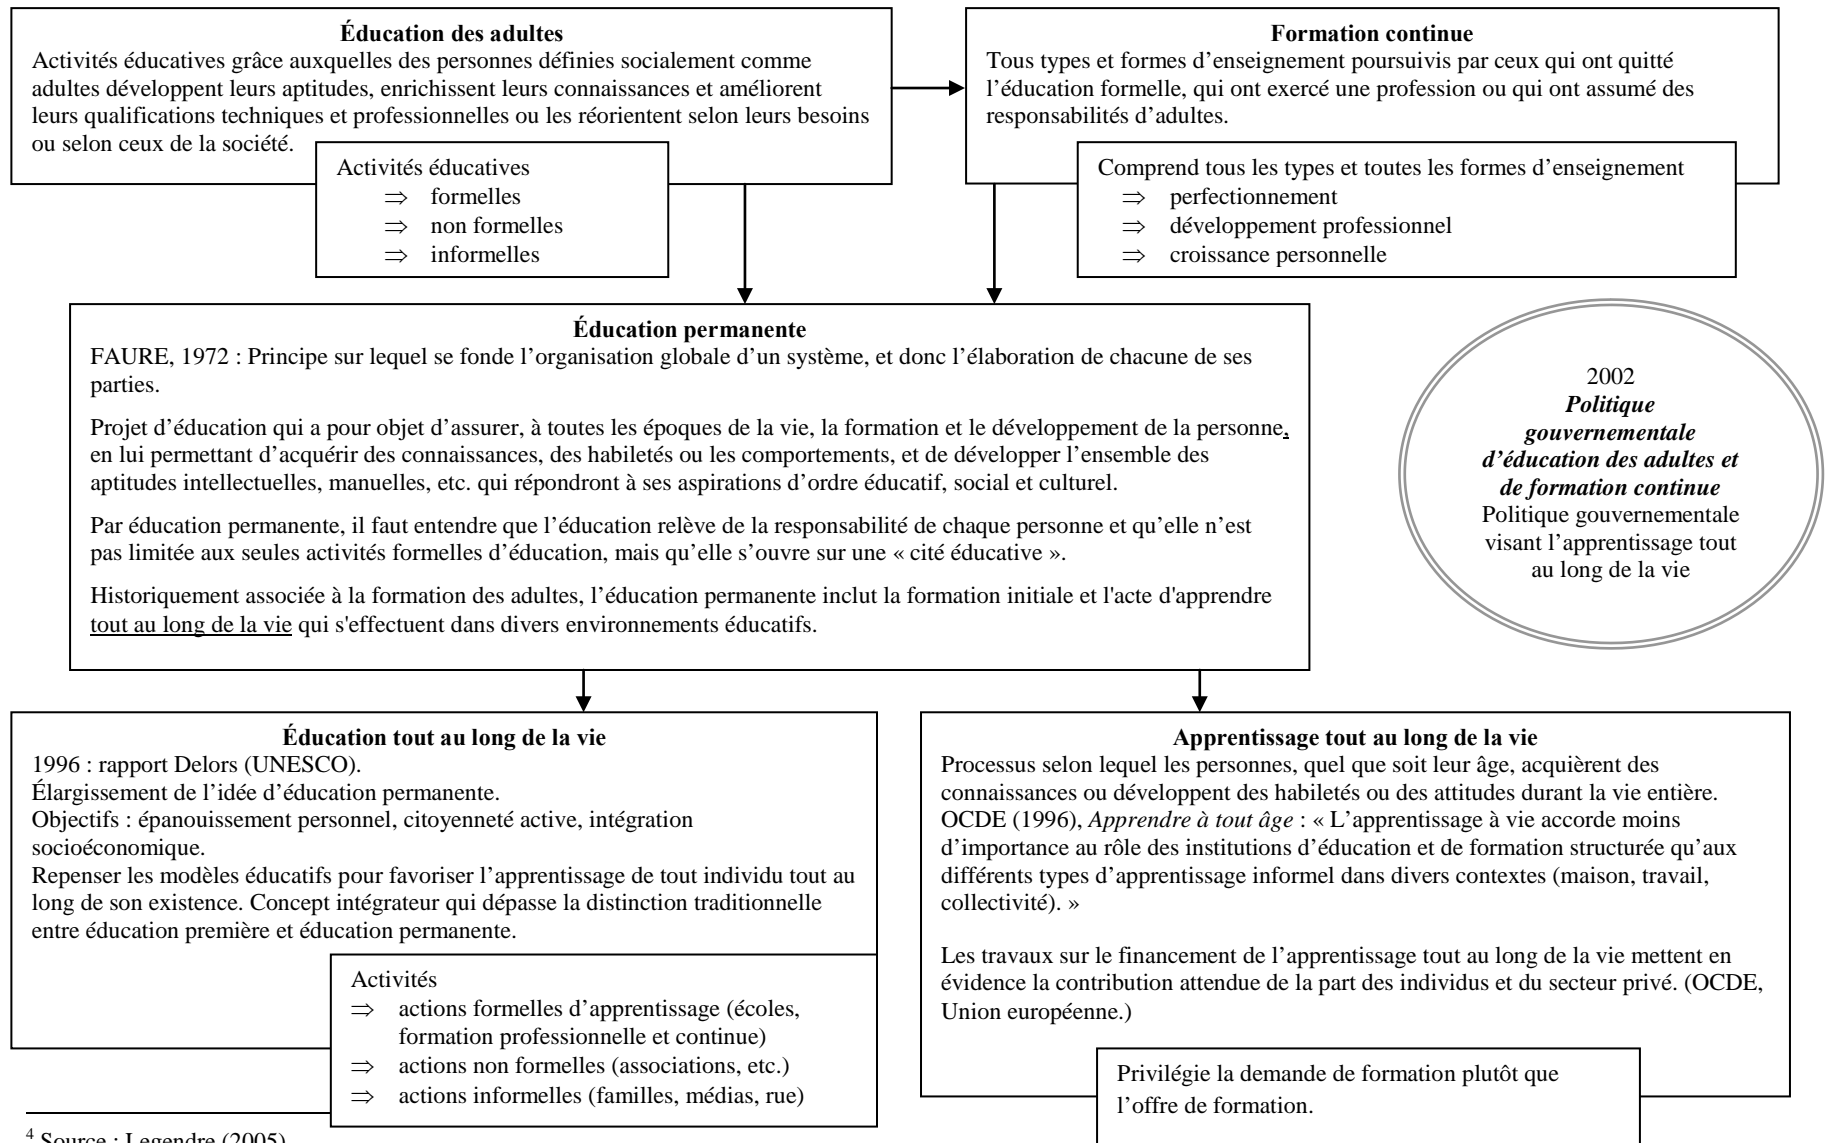 Éducation des adultes
Activités éducatives grâce auxquelles des personnes définies socialement comme
adultes développent leurs aptitudes, enrichissent leurs connaissances et améliorent
leurs qualifications techniques et professionnelles ou les réorientent selon leurs besoins
ou selon ceux de la société.
Activités éducatives
⇒ formelles
⇒ non formelles
⇒ informelles
Formation continue
Tous types et formes d’enseignement poursuivis par ceux qui ont quitté
l’éducation formelle, qui ont exercé une profession ou qui ont assumé des
responsabilités d’adultes.
Comprend tous les types et toutes les formes d’enseignement
⇒ perfectionnement
⇒ développement professionnel
⇒ croissance personnelle
Éducation permanente
FAURE, 1972 : Principe sur lequel se fonde l’organisation globale d’un système, et donc l’élaboration de chacune de ses
parties.
Projet d’éducation qui a pour objet d’assurer, à toutes les époques de la vie, la formation et le développement de la personne,
en lui permettant d’acquérir des connaissances, des habiletés ou les comportements, et de développer l’ensemble des
aptitudes intellectuelles, manuelles, etc. qui répondront à ses aspirations d’ordre éducatif, social et culturel.
Par éducation permanente, il faut entendre que l’éducation relève de la responsabilité de chaque personne et qu’elle n’est
pas limitée aux seules activités formelles d’éducation, mais qu’elle s’ouvre sur une « cité éducative ».
Historiquement associée à la formation des adultes, l’éducation permanente inclut la formation initiale et l'acte d'apprendre
tout au long de la vie qui s'effectuent dans divers environnements éducatifs.
2002
Politique
gouvernementale
d’éducation des adultes et
de formation continue
Politique gouvernementale
visant l’apprentissage tout
au long de la vie
Éducation tout au long de la vie
1996 : rapport Delors (UNESCO).
Élargissement de l’idée d’éducation permanente.
Objectifs : épanouissement personnel, citoyenneté active, intégration
socioéconomique.
Repenser les modèles éducatifs pour favoriser l’apprentissage de tout individu tout au
long de son existence. Concept intégrateur qui dépasse la distinction traditionnelle
entre éducation première et éducation permanente.
Activités
⇒ actions formelles d’apprentissage (écoles,
formation professionnelle et continue)
⇒ actions non formelles (associations, etc.)
⇒ actions informelles (familles, médias, rue)
Apprentissage tout au long de la vie
Processus selon lequel les personnes, quel que soit leur âge, acquièrent des
connaissances ou développent des habiletés ou des attitudes durant la vie entière.
OCDE (1996), Apprendre à tout âge : « L’apprentissage à vie accorde moins
d’importance au rôle des institutions d’éducation et de formation structurée qu’aux
différents types d’apprentissage informel dans divers contextes (maison, travail,
collectivité). »
Les travaux sur le financement de l’apprentissage tout au long de la vie mettent en
évidence la contribution attendue de la part des individus et du secteur privé. (OCDE,
Union européenne.)
Privilégie la demande de formation plutôt que
l’offre de formation.
4 Source : Legendre (2005)